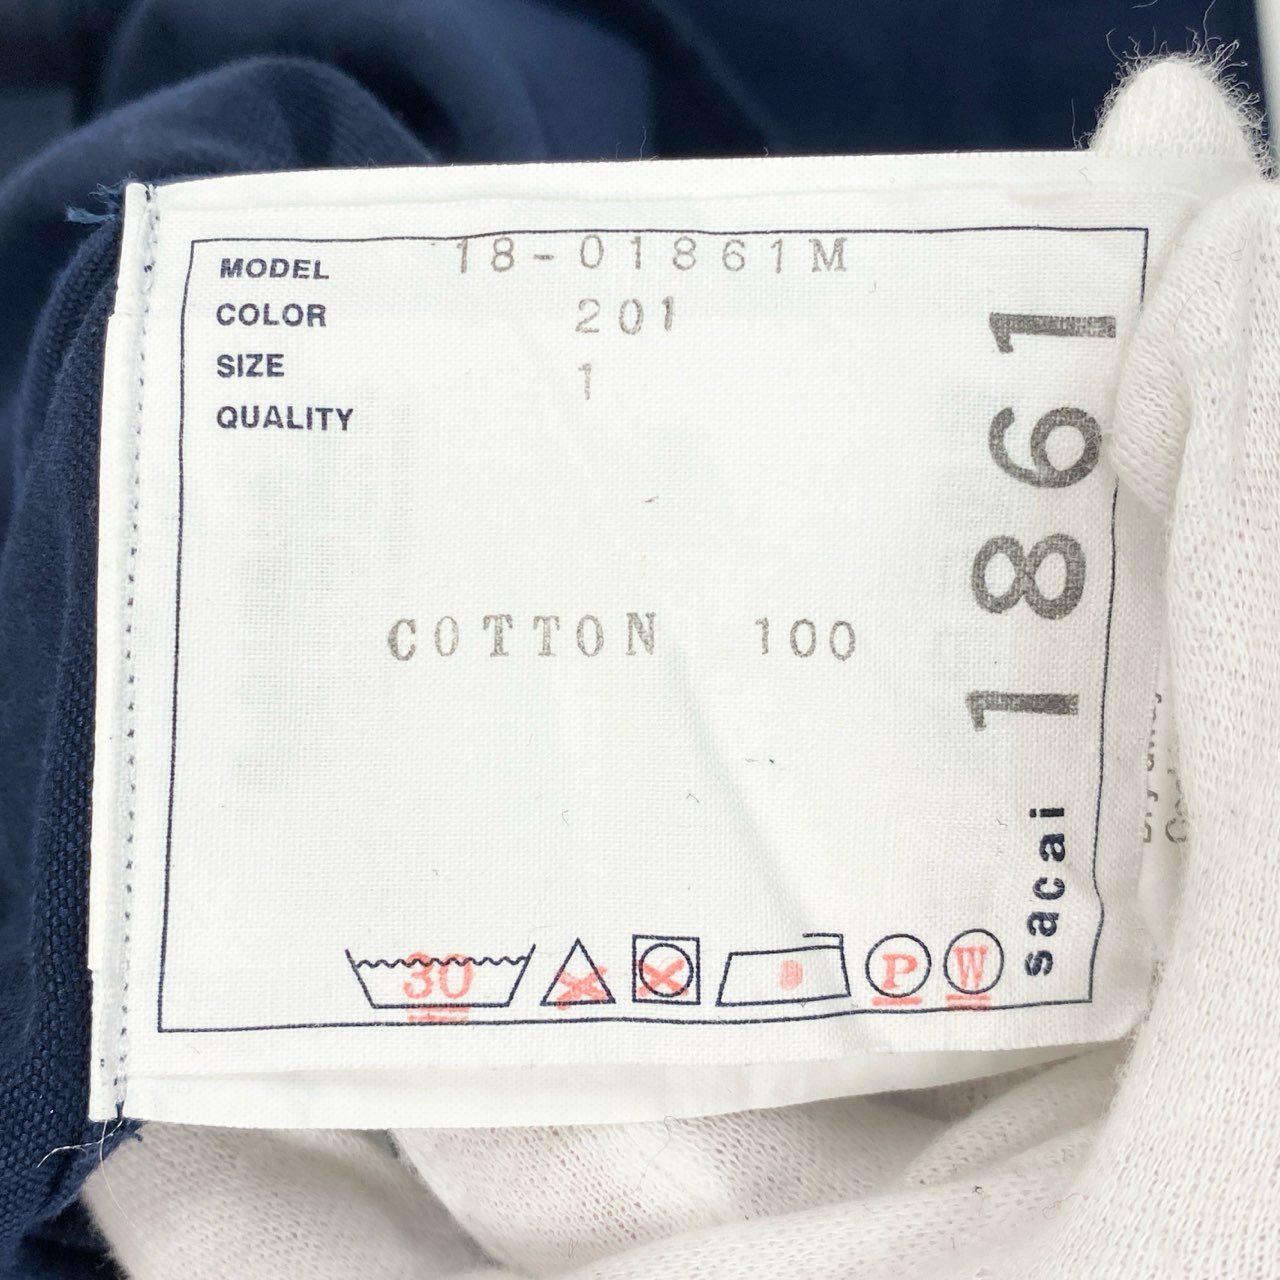 MODEL 18-01861M
COLOR 201
SIZE 1
QUALITY
COTTON 100
30
P
W
sacai 1861